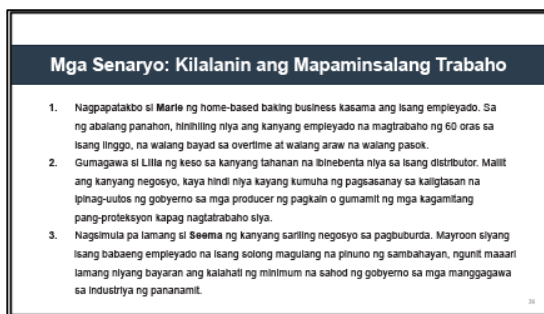 Mga Senaryo: Kilalanin ang Mapaminsalang Trabaho
1. Nagpapatakbo si Marie ng home-based baking business kasama ang isang empleyado. Sa
ng abalang panahon, hinihiling niya ang kanyang empleyado na magtrabaho ng 60 oras sa
isang linggo, na walang bayad sa overtime at walang araw na walang pasok.
2. Gumagawa si Lilia ng keso sa kanyang tahanan na ibinebenta niya sa isang distributor. Maliit
ang kanyang negosyo, kaya hindi niya kayang kumuha ng pagsasanay sa kaligtasan na
ipinag-uutos ng gobyerno sa mga producer ng pagkain o gumamit ng mga kagamitang
pang-proteksyon kapag nagtatrabaho siya.
3. Nagsimula pa lamang si Seema ng kanyang sariling negosyo sa pagbuburda. Mayroon siyang
isang babaeng empleyado na isang solong magulang na pinuno ng sambahayan, ngunit maaari
lamang niyang bayaran ang kalahati ng minimum na sahod ng gobyerno sa mga manggagawa
sa industriya ng pananamit.